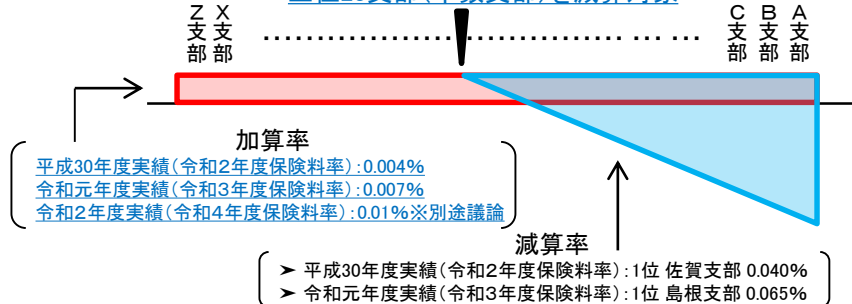 Z支部
X支部
C支部
B支部
A支部
加算率
平成30年度実績(令和2年度保険料率):0.004%
令和元年度実績(令和3年度保険料率):0.007%
令和2年度実績(令和4年度保険料率):0.01%※別途議論
減算率
➤ 平成30年度実績(令和2年度保険料率):1位 佐賀支部 0.040%
➤ 令和元年度実績(令和3年度保険料率):1位 島根支部 0.065%